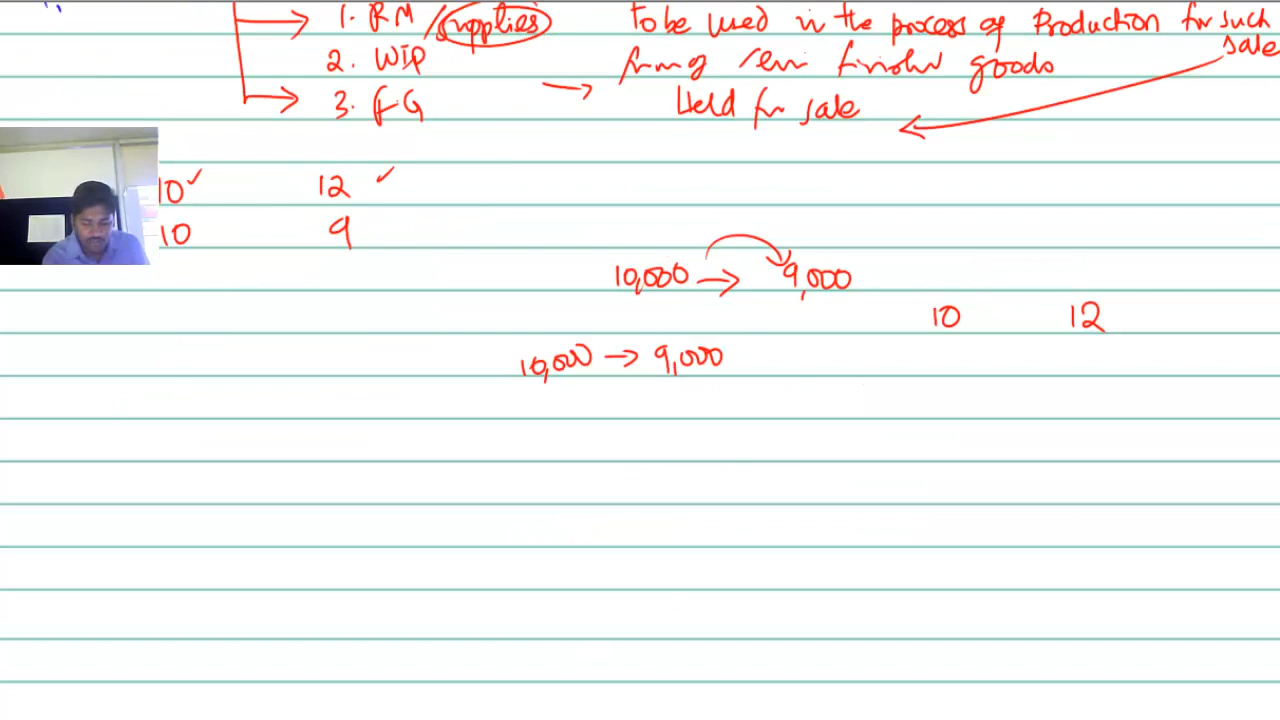 1. RM / supplies to be used in the process of Production for such sale
2. WIP semi finished goods
3. FG → Held for sale
10 ✓ 12 ✓
10 9
10,000 → 9,000
10 12
10,000 → 9,000